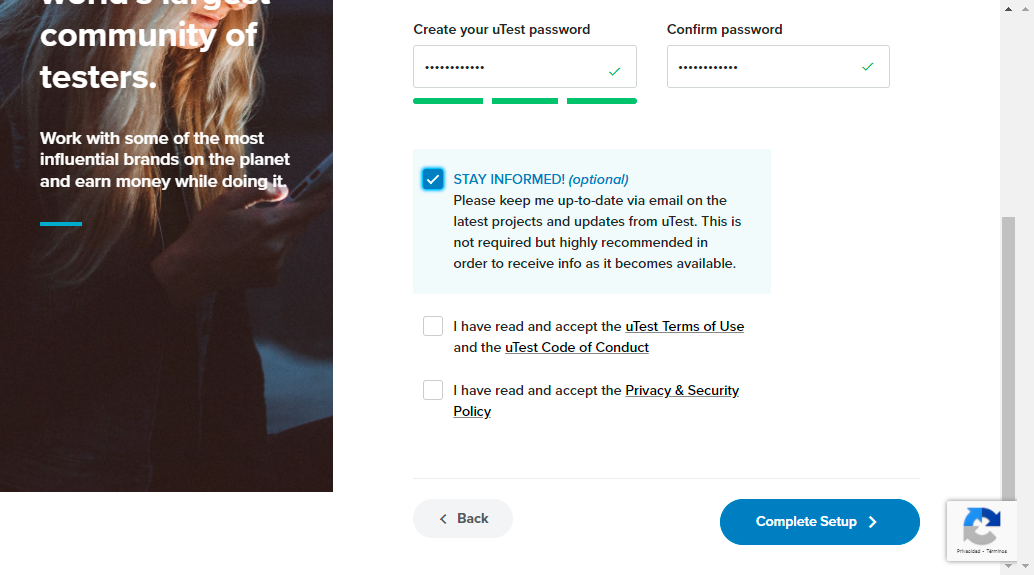 world's largest
community of
testers.
Work with some of the most
influential brands on the planet
and earn money while doing it.
Create your uTest password
Confirm password
••••••••••••
••••••••••••
STAY INFORMED! (optional)
Please keep me up-to-date via email on the
latest projects and updates from uTest. This is
not required but highly recommended in
order to receive info as it becomes available.
I have read and accept the uTest Terms of Use
and the uTest Code of Conduct
I have read and accept the Privacy & Security
Policy
Back
Complete Setup
Privacidad - Términos